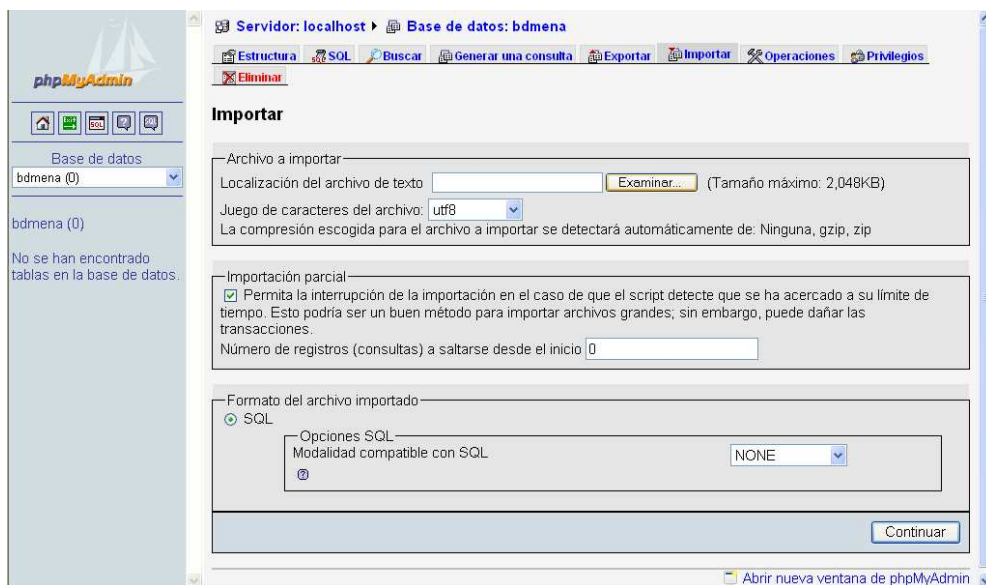 phpMyAdmin
Base de datos
bdmena (0)
bdmena (0)
No se han encontrado
tablas en la base de datos.
Servidor: localhost Base de datos: bdmena
Estructura SQL Buscar Generar una consulta Exportar Importar Operaciones Privilegios
Eliminar
Importar
Archivo a importar
Localización del archivo de texto Examinar... (Tamaño máximo: 2,048KB)
Juego de caracteres del archivo: utf8
La compresión escogida para el archivo a importar se detectará automáticamente de: Ninguna, gzip, zip
Importación parcial
Permita la interrupción de la importación en el caso de que el script detecte que se ha acercado a su límite de
tiempo. Esto podría ser un buen método para importar archivos grandes; sin embargo, puede dañar las
transacciones.
Número de registros (consultas) a saltarse desde el inicio 0
Formato del archivo importado
SQL
Opciones SQL
Modalidad compatible con SQL NONE
Continuar
Abrir nueva ventana de phpMyAdmin